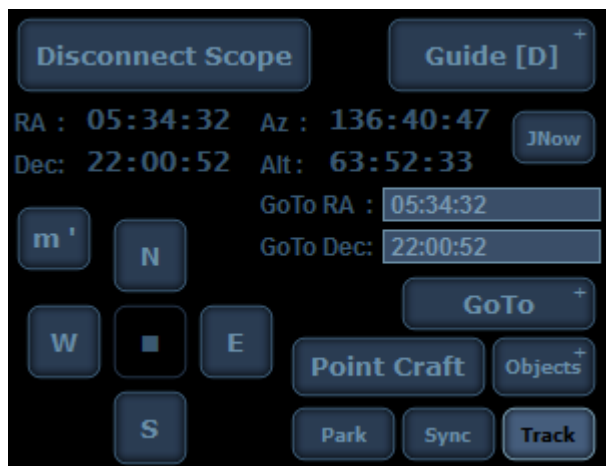 Disconnect Scope Guide [D] +
RA : 05:34:32 Az : 136:40:47 JNow
Dec: 22:00:52 Alt: 63:52:33
GoTo RA : 05:34:32
m ' GoTo Dec: 22:00:52
N
GoTo +
W ■ E
Point Craft Objects +
S Park Sync Track